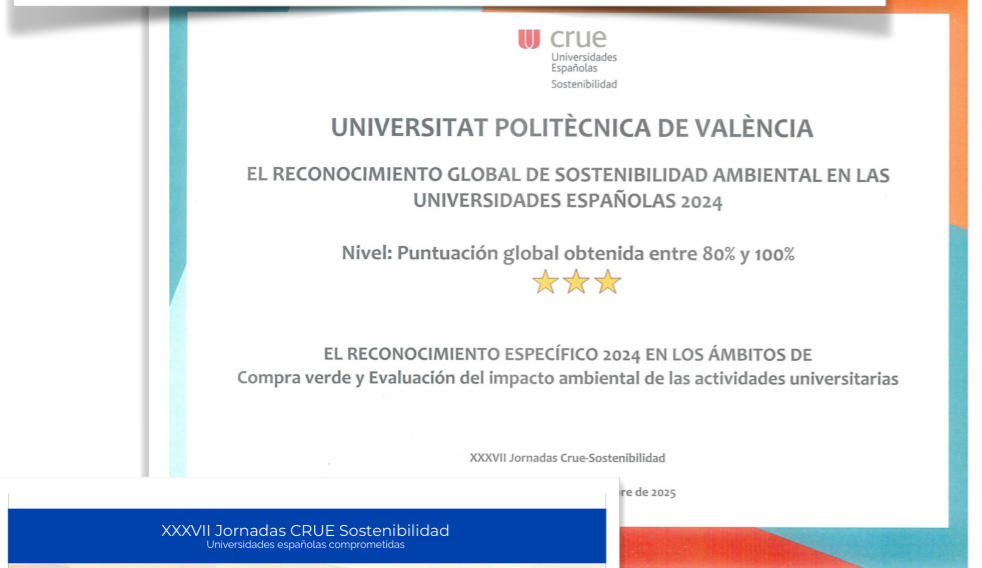 crue
Universidades
Españolas
Sostenibilidad
UNIVERSITAT POLITÈCNICA DE VALÈNCIA
EL RECONOCIMIENTO GLOBAL DE SOSTENIBILIDAD AMBIENTAL EN LAS
UNIVERSIDADES ESPAÑOLAS 2024
Nivel: Puntuación global obtenida entre 80% y 100%
EL RECONOCIMIENTO ESPECÍFICO 2024 EN LOS ÁMBITOS DE
Compra verde y Evaluación del impacto ambiental de las actividades universitarias
XXXVII Jornadas Crue-Sostenibilidad
de 2025
XXXVII Jornadas CRUE Sostenibilidad
Universidades españolas comprometidas